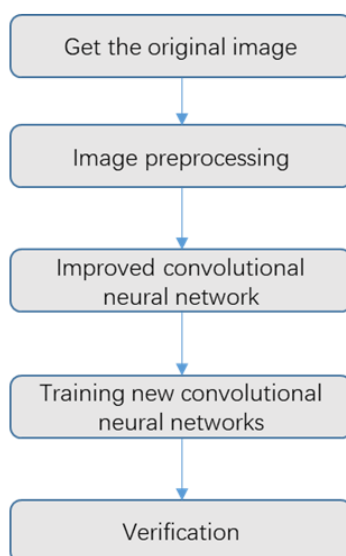 Get the original image
Image preprocessing
Improved convolutional
neural network
Training new convolutional
neural networks
Verification